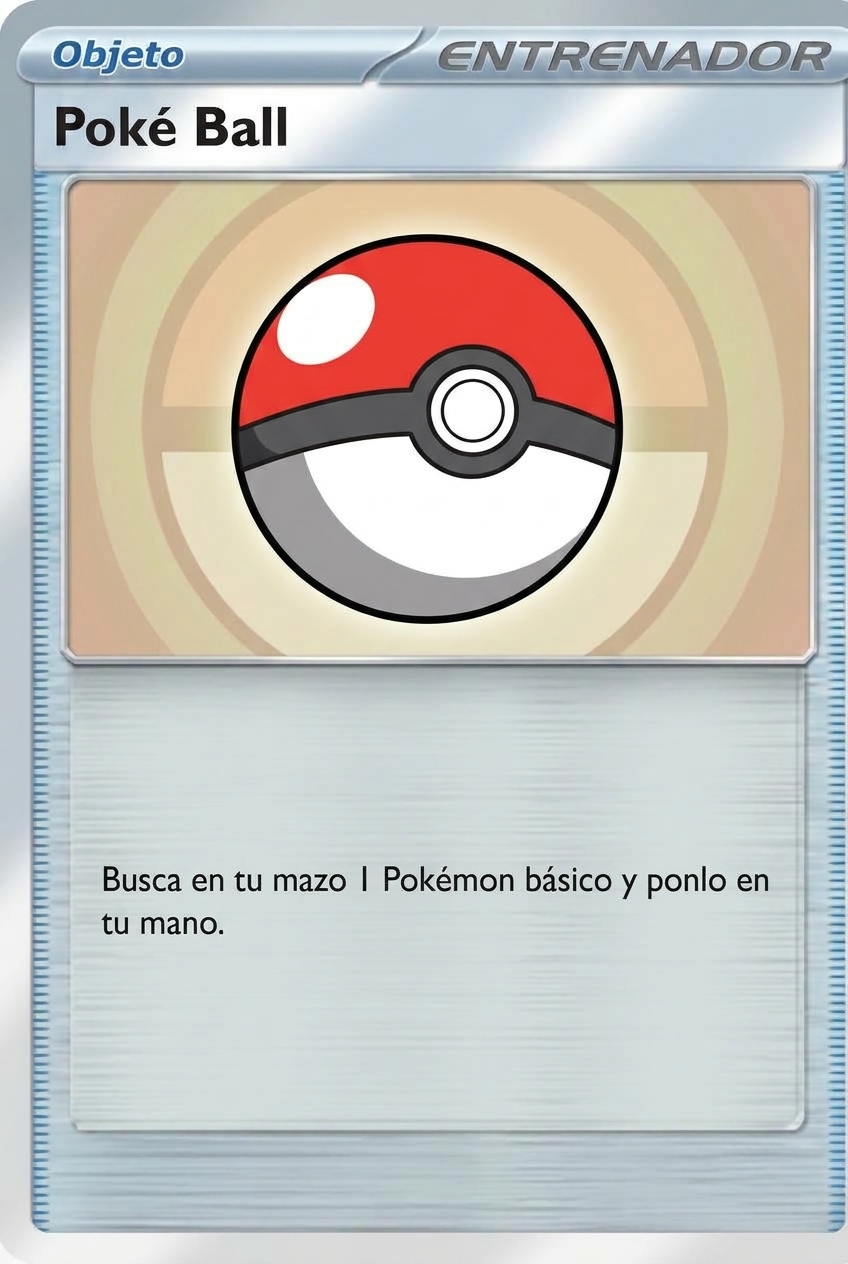 Objeto
ENTRENADOR
Poké Ball
Busca en tu mazo 1 Pokémon básico y ponlo en
tu mano.